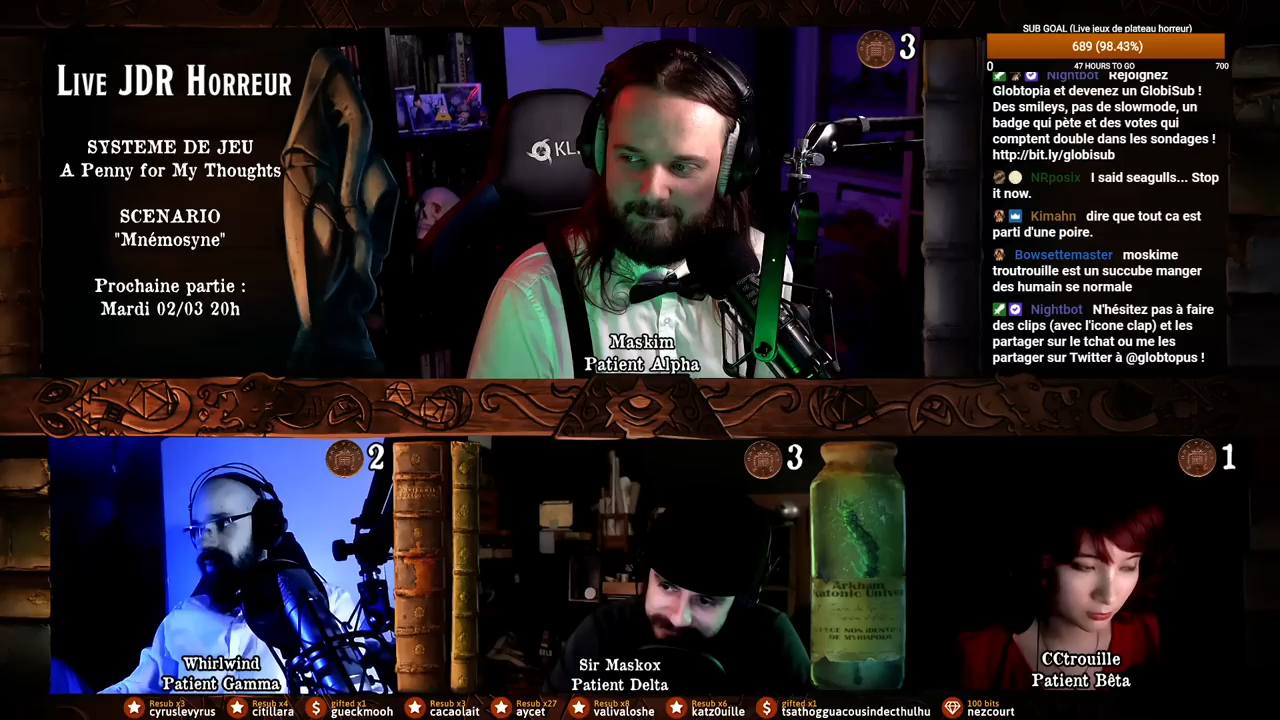 SUB GOAL (Live jeux de plateau horreur)
689 (98.43%)
0 47 HOURS TO GO 700
Live JDR Horreur
SYSTEME DE JEU
A Penny for My Thoughts
SCENARIO
"Mnémosyne"
Prochaine partie :
Mardi 02/03 20h
3
KL
Maskim
Patient Alpha
Nightbot Rejoignez
Globtopia et devenez un GlobiSub !
Des smileys, pas de slowmode, un
badge qui pète et des votes qui
comptent double dans les sondages !
http://bit.ly/globisub
NRposix I said seagulls... Stop
it now.
Kimahn dire que tout ca est
parti d'une poire.
Bowsettemaster moskime
troutrouille est un succube manger
des humain se normale
Nightbot N'hésitez pas à faire
des clips (avec l'icone clap) et les
partager sur le tchat ou me les
partager sur Twitter à @globtopus !
2
Whirlwind
Patient Gamma
3
Sir Maskox
Patient Delta
Arkham
katonic Univer
DE MYRIAPODE
1
CCtrouille
Patient Bêta
Resub x3
cyruslevyrus
Resub x4
citillara
gifted x1
gueckmooh
Resub x3
cacaolait
Resub x27
aycet
Resub x8
valivaloshe
Resub x6
katz0uille
gifted x1
tsathogguacousindecthulhu
100 bits
nezcourt